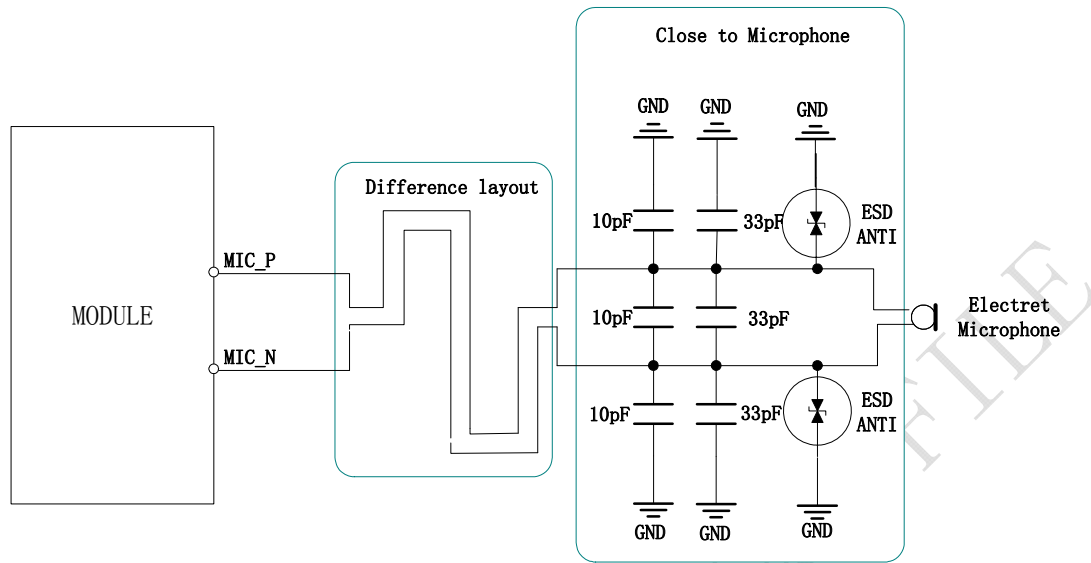 Close to Microphone
GND
GND
GND
Difference layout
10pF
33pF
ESD
ANTI
MIC_P
MODULE
10pF
33pF
Electret
Microphone
MIC_N
10pF
33pF
ESD
ANTI
GND
GND
GND
FILE